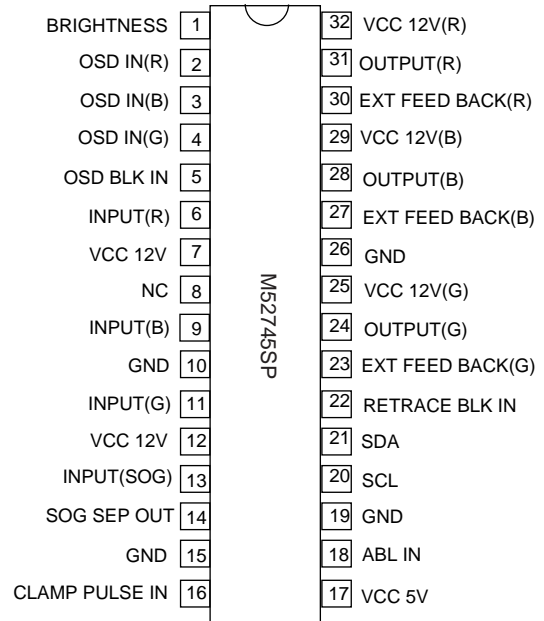 BRIGHTNESS 1
OSD IN(R) 2
OSD IN(B) 3
OSD IN(G) 4
OSD BLK IN 5
INPUT(R) 6
VCC 12V 7
NC 8
INPUT(B) 9
GND 10
INPUT(G) 11
VCC 12V 12
INPUT(SOG) 13
SOG SEP OUT 14
GND 15
CLAMP PULSE IN 16
M52745SP
32 VCC 12V(R)
31 OUTPUT(R)
30 EXT FEED BACK(R)
29 VCC 12V(B)
28 OUTPUT(B)
27 EXT FEED BACK(B)
26 GND
25 VCC 12V(G)
24 OUTPUT(G)
23 EXT FEED BACK(G)
22 RETRACE BLK IN
21 SDA
20 SCL
19 GND
18 ABL IN
17 VCC 5V